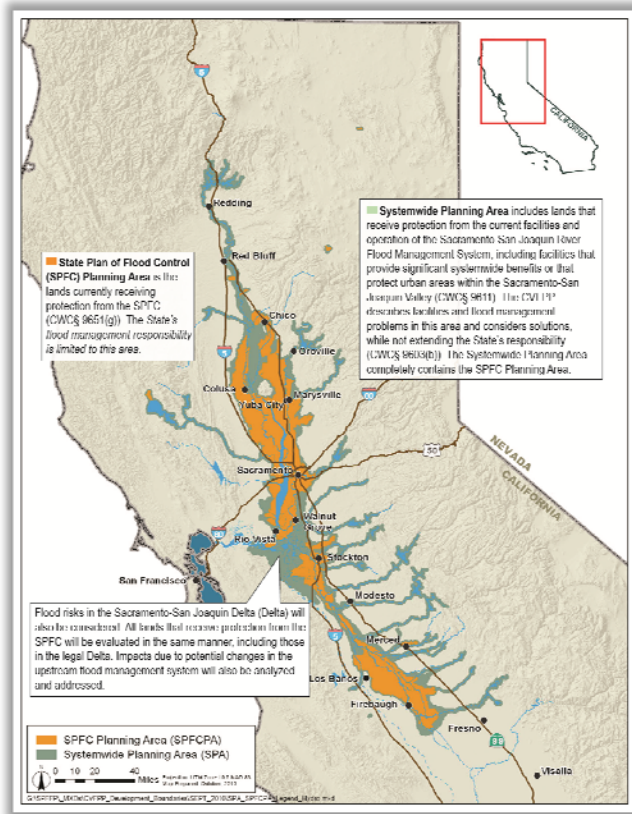 5
CALIFORNIA
Redding
Systemwide Planning Area includes lands that
receive protection from the current facilities and
operation of the Sacramento-San Joaquin River
Flood Management System, including facilities that
provide significant systemwide benefits or that
protect urban areas within the Sacramento-San
Joaquin Valley (CWC§ 9611). The CVFPP
describes facilities and flood management
problems in this area and considers solutions,
while not extending the State's responsibility
(CWC§ 9603(b)). The Systemwide Planning Area
completely contains the SPFC Planning Area.
State Plan of Flood Control
(SPFC) Planning Area is the
lands currently receiving
protection from the SPFC
(CWC§ 9651(g)). The State's
flood management responsibility
is limited to this area.
Red Bluff
Chico
Oroville
5
Colusa
Yuba City
Marysville
80
50
NEVADA
CALIFORNIA
Sacramento
Walnut
Grove
Rio Vista
80
Stockton
San Francisco
Modesto
Flood risks in the Sacramento-San Joaquin Delta (Delta) will
also be considered. All lands that receive protection from the
SPFC will be evaluated in the same manner, including those
in the legal Delta. Impacts due to potential changes in the
upstream flood management system will also be analyzed
and addressed.
5
Merced
Los Banos
Firebaugh
Fresno
99
Visalia
SPFC Planning Area (SPFCPA)
Systemwide Planning Area (SPA)
0 10 20 40
Miles
Map Prepared: October, 2010